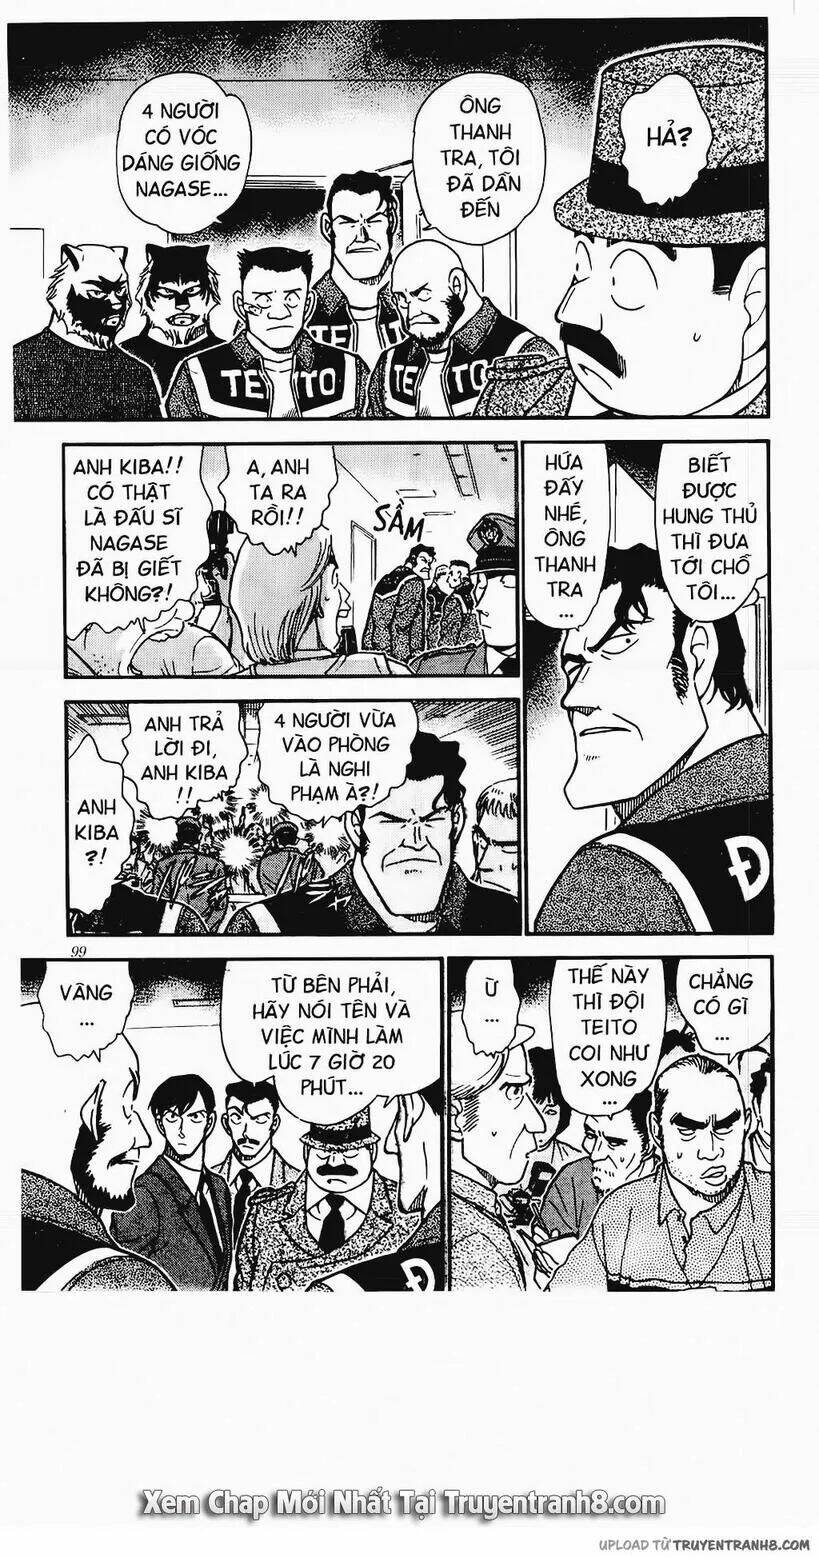 HẢ?
ÔNG
THANH
TRA, TÔI
ĐÃ DẪN
ĐẾN
4 NGƯỜI
CÓ VÓC
DÁNG GIỐNG
NAGASE...
TEITO
TEITO
BIẾT
ĐƯỢC
HUNG THỦ
THÌ ĐƯA
TỚI CHỖ
TÔI...
HỨA
ĐẤY
NHÉ,
ÔNG
THANH
TRA
...
Đ
SẦM
A, ANH
TA RA
RỒI!!
ANH KIBA!!
CÓ THẬT
LÀ ĐẤU SĨ
NAGASE
ĐÃ BỊ GIẾT
KHÔNG?!
4 NGƯỜI VỪA
VÀO PHÒNG
LÀ NGHI
PHẠM À?!
ANH TRẢ
LỜI ĐI,
ANH KIBA
!!
ANH
KIBA
?!
99
CHẲNG
CÓ GÌ
...
THẾ NÀY
THÌ ĐỘI
TEITO
COI NHƯ
XONG
...
Ừ
...
TỪ BÊN PHẢI,
HÃY NÓI TÊN VÀ
VIỆC MÌNH LÀM
LÚC 7 GIỜ 20
PHÚT...
VÂNG
...
Đ
Xem Chap Mới Nhất Tại Truyentranh8.com
UPLOAD TỪ TRUYENTRANH8.COM